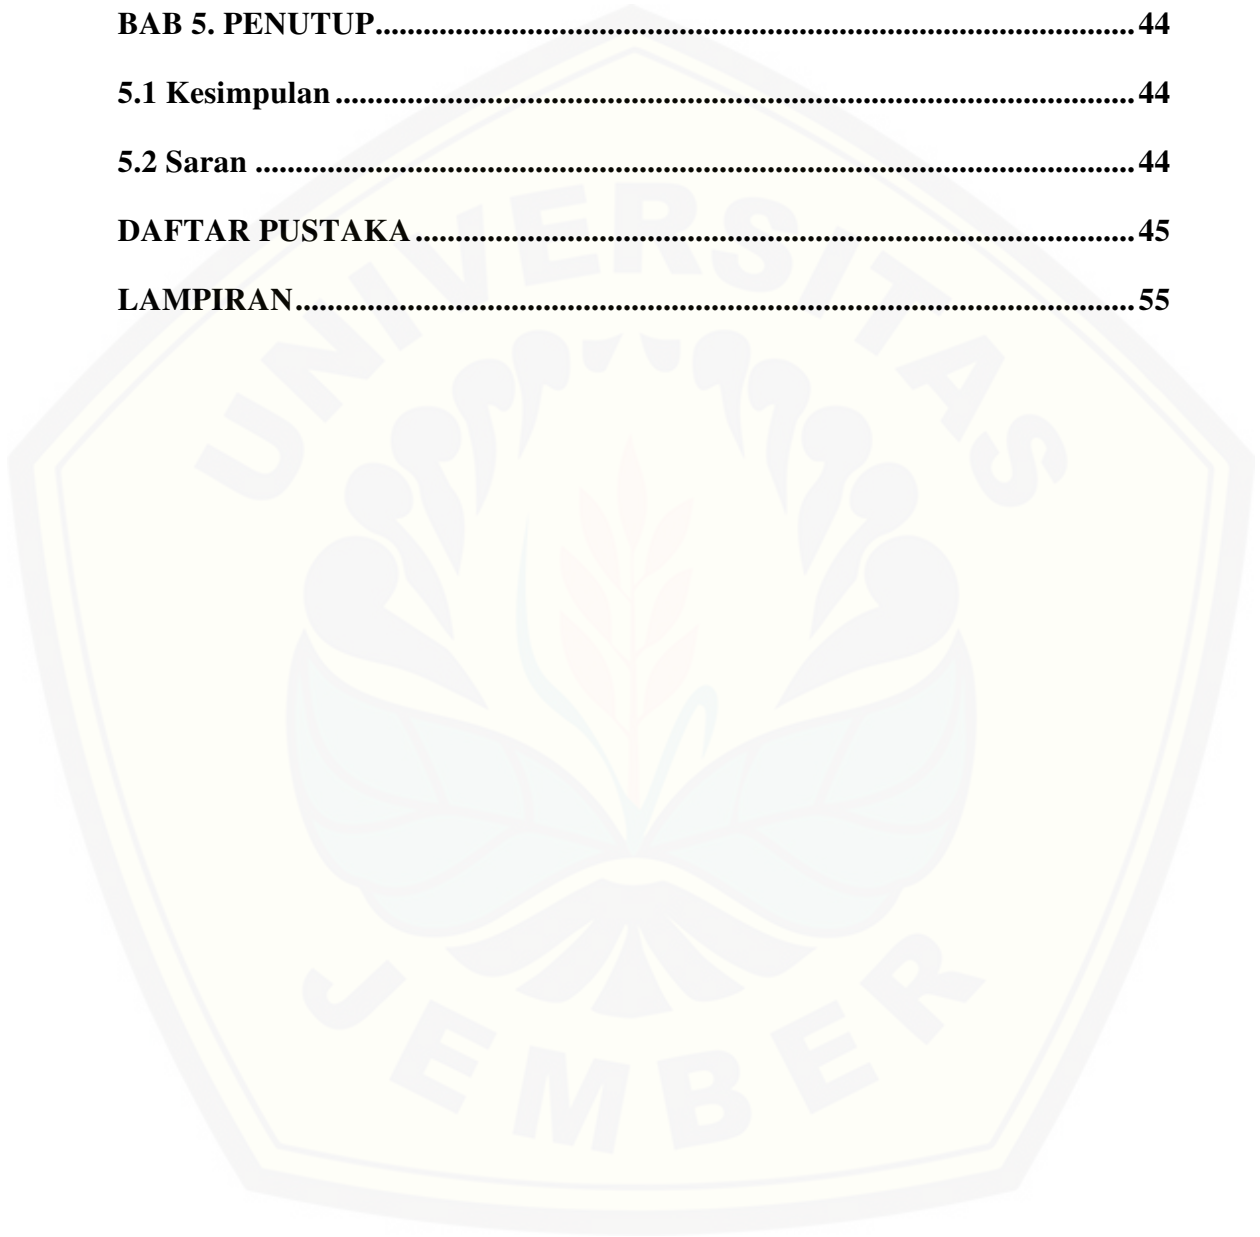 BAB 5. PENUTUP................................................................................................ 44
5.1 Kesimpulan ..................................................................................................... 44
5.2 Saran ............................................................................................................... 44
DAFTAR PUSTAKA........................................................................................... 45
LAMPIRAN.......................................................................................................... 55
UNIVERSITAS
JEMBER